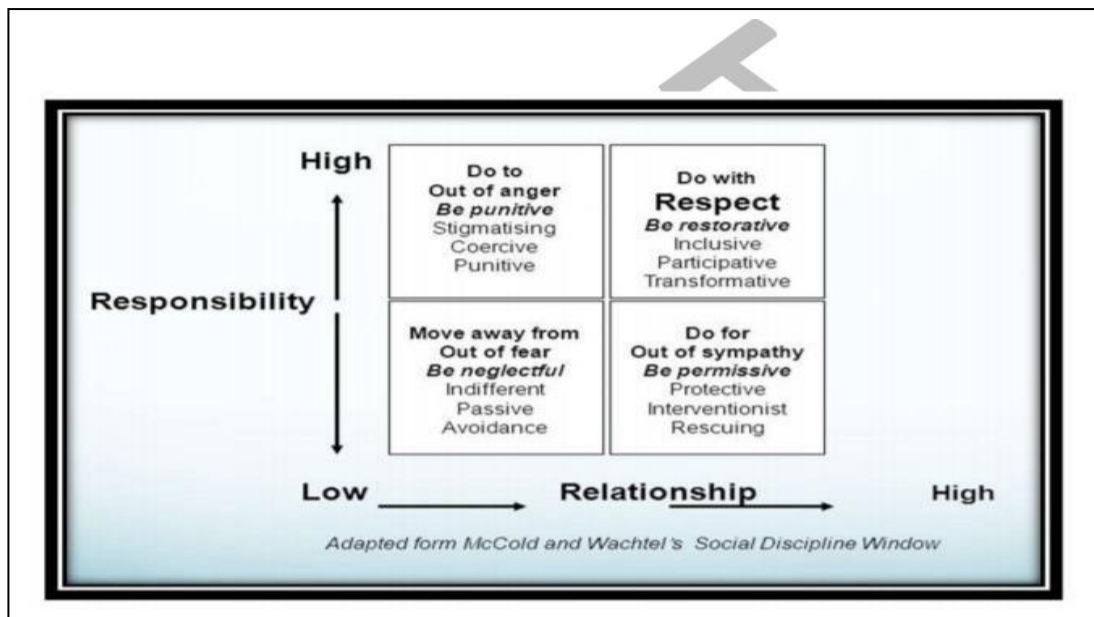 High
Do to
Out of anger
Be punitive
Stigmatising
Coercive
Punitive
Do with
Respect
Be restorative
Inclusive
Participative
Transformative
Responsibility
Move away from
Out of fear
Be neglectful
Indifferent
Passive
Avoidance
Do for
Out of sympathy
Be permissive
Protective
Interventionist
Rescuing
Low
Relationship
High
Adapted form McCold and Wachtel's Social Discipline Window